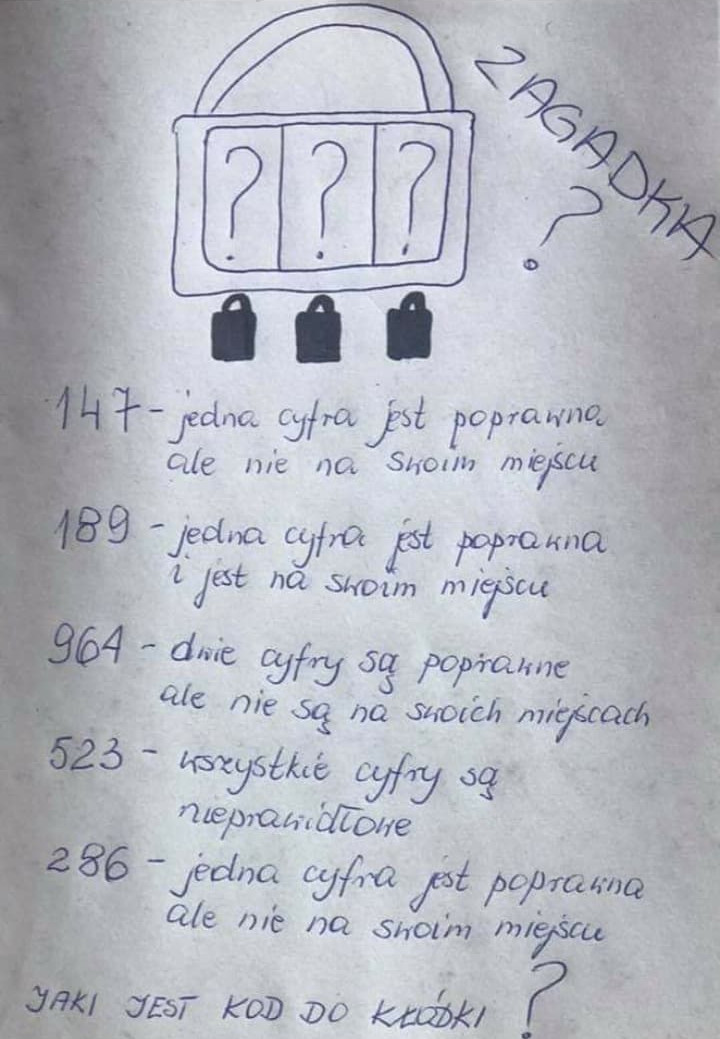 ZAGADKA
?
? ? ?
147 - jedna cyfra jest poprawna
ale nie na swoim miejscu
189 - jedna cyfra jest poprawna
i jest na swoim miejscu
964 - dwie cyfry są poprawne
ale nie są na swoich miejscach
523 - wszystkie cyfry są
nieprawidłowe
286 - jedna cyfra jest poprawna
ale nie na swoim miejscu
JAKI JEST KOD DO KŁÓDKI ?